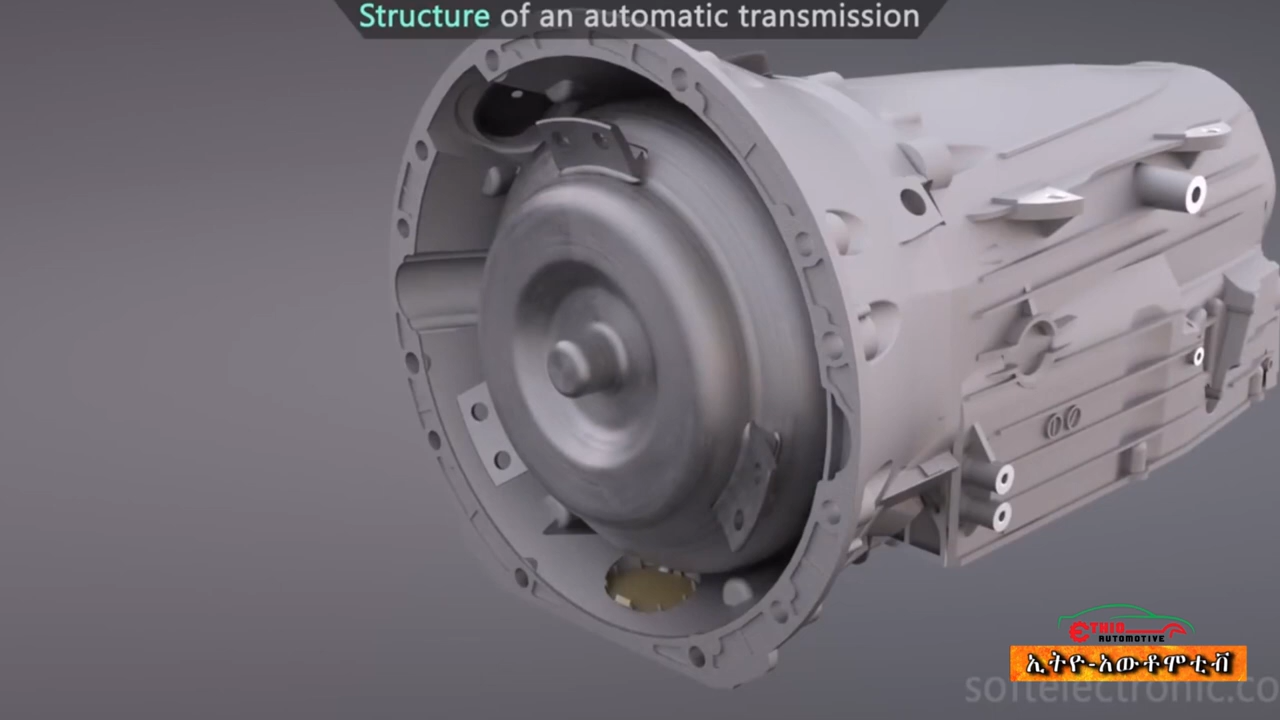 Structure of an automatic transmission
ETHIO
AUTOMOTIVE
ኢትዮ-አውቶሞቲቭ
softelectronic.co